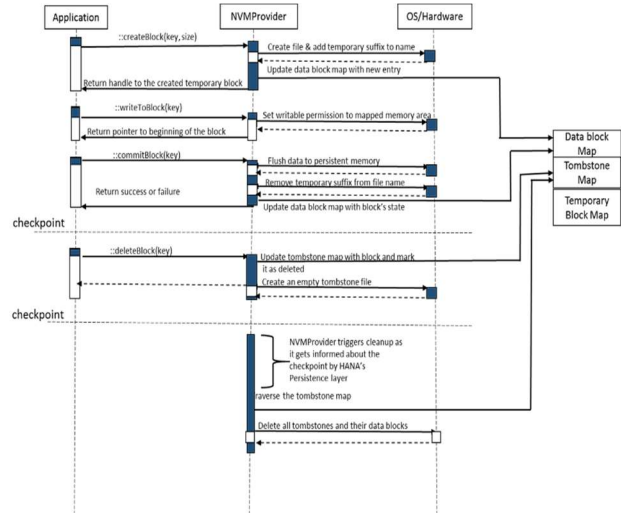 Application
NVMProvider
OS/Hardware
::createBlock(key,size)
Create file & add temporary suffix to name
Update data block map with new entry
Return handle to the created temporary block
::writeToBlock(key)
Set writable permission to mapped memory area
Return pointer to beginning of the block
::commitBlock(key)
Flush data to persistent memory
Remove temporary suffix from file name
Return success or failure
Update data block map with block's state
Data block
Map
Tombstone
Map
Temporary
Block Map
checkpoint
::deleteBlock(key)
Update tombstone map with block and mark
it as deleted
Create an empty tombstone file
checkpoint
NVMProvider triggers cleanup as
it gets informed about the
checkpoint by HANA's
Persistence layer
raverse the tombstone map
Delete all tombstones and their data blocks